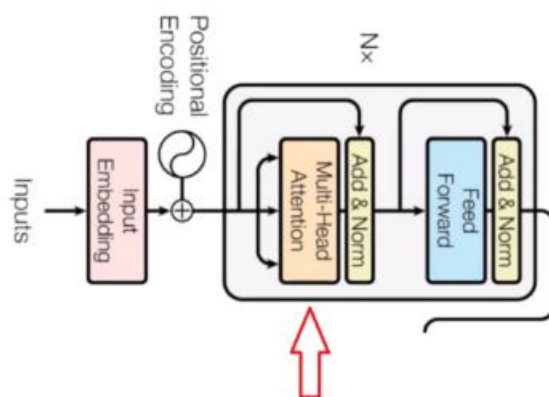 Inputs
Input
Embedding
Positional
Encoding
Nx
Multi-Head
Attention
Add & Norm
Feed
Forward
Add & Norm